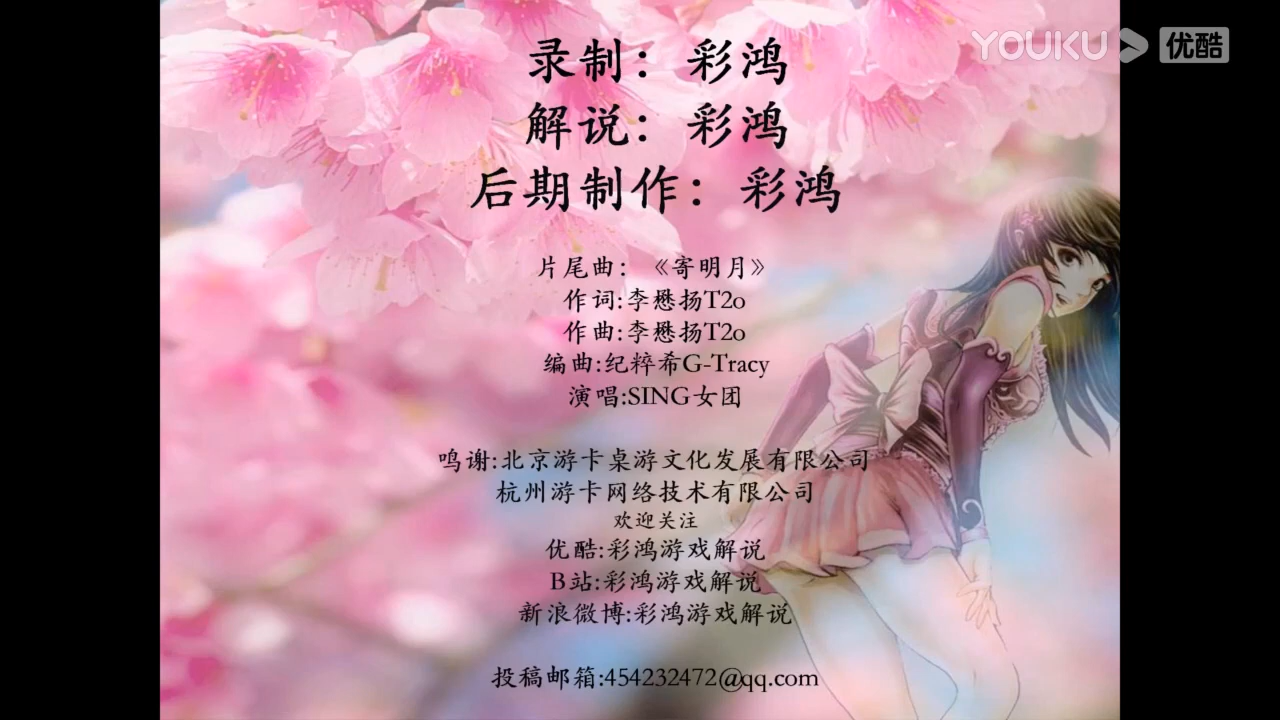 YOUKU 优酷
录制：彩鸿
解说：彩鸿
后期制作：彩鸿
片尾曲：《寄明月》
作词:李懋扬T2o
作曲:李懋扬T2o
编曲:纪粹希G-Tracy
演唱:SING女团
鸣谢:北京游卡桌游文化发展有限公司
杭州游卡网络技术有限公司
欢迎关注
优酷:彩鸿游戏解说
B站:彩鸿游戏解说
新浪微博:彩鸿游戏解说
投稿邮箱:454232472@qq.com